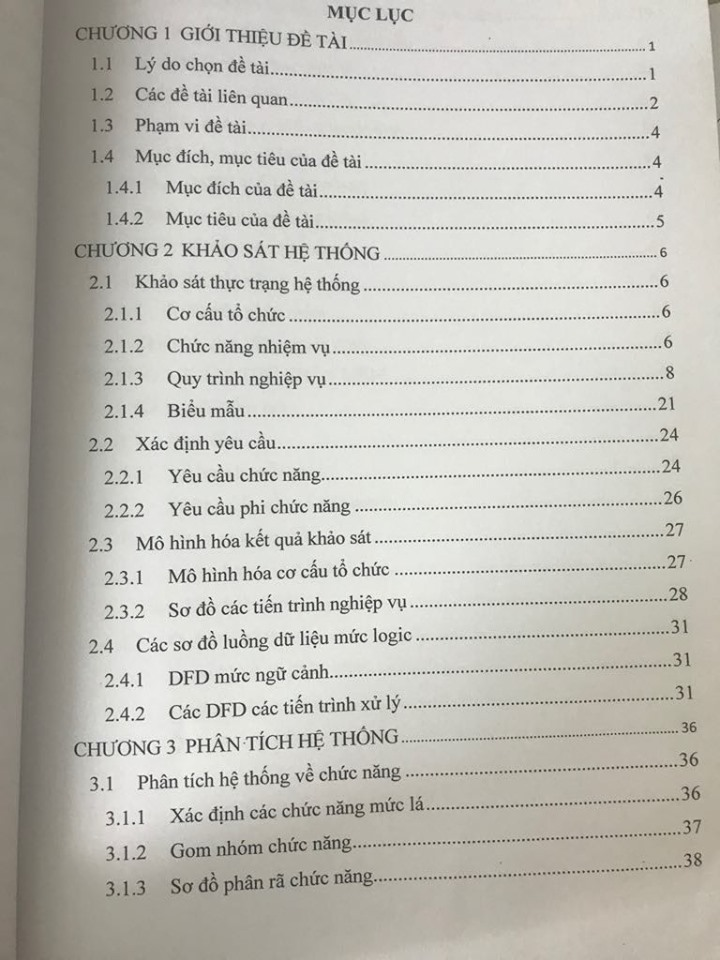 MỤC LỤC
CHƯƠNG 1 GIỚI THIỆU ĐỀ TÀI ........ 1
1.1 Lý do chọn đề tài ........ 1
1.2 Các đề tài liên quan ........ 2
1.3 Phạm vi đề tài ........ 4
1.4 Mục đích, mục tiêu của đề tài ........ 4
1.4.1 Mục đích của đề tài ........ 4
1.4.2 Mục tiêu của đề tài ........ 5
CHƯƠNG 2 KHẢO SÁT HỆ THỐNG ........ 6
2.1 Khảo sát thực trạng hệ thống ........ 6
2.1.1 Cơ cấu tổ chức ........ 6
2.1.2 Chức năng nhiệm vụ ........ 6
2.1.3 Quy trình nghiệp vụ ........ 8
2.1.4 Biểu mẫu ........ 21
2.2 Xác định yêu cầu ........ 24
2.2.1 Yêu cầu chức năng ........ 24
2.2.2 Yêu cầu phi chức năng ........ 26
2.3 Mô hình hóa kết quả khảo sát ........ 27
2.3.1 Mô hình hóa cơ cấu tổ chức ........ 27
2.3.2 Sơ đồ các tiến trình nghiệp vụ ........ 28
2.4 Các sơ đồ luồng dữ liệu mức logic ........ 31
2.4.1 DFD mức ngữ cảnh ........ 31
2.4.2 Các DFD các tiến trình xử lý ........ 31
CHƯƠNG 3 PHÂN TÍCH HỆ THỐNG ........ 36
3.1 Phân tích hệ thống về chức năng ........ 36
3.1.1 Xác định các chức năng mức lá ........ 36
3.1.2 Gom nhóm chức năng ........ 37
3.1.3 Sơ đồ phân rã chức năng ........ 38